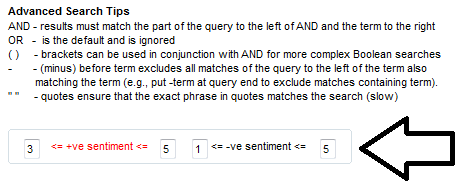 Advanced Search Tips
AND - results must match the part of the query to the left of AND and the term to the right
OR - is the default and is ignored
( ) - brackets can be used in conjunction with AND for more complex Boolean searches
- - (minus) before term excludes all matches of the query to the left of the term also
matching the term (e.g., put -term at query end to exclude matches containing term).
" " - quotes ensure that the exact phrase in quotes matches the search (slow)
3 <= +ve sentiment <= 5 1 <= -ve sentiment <= 5